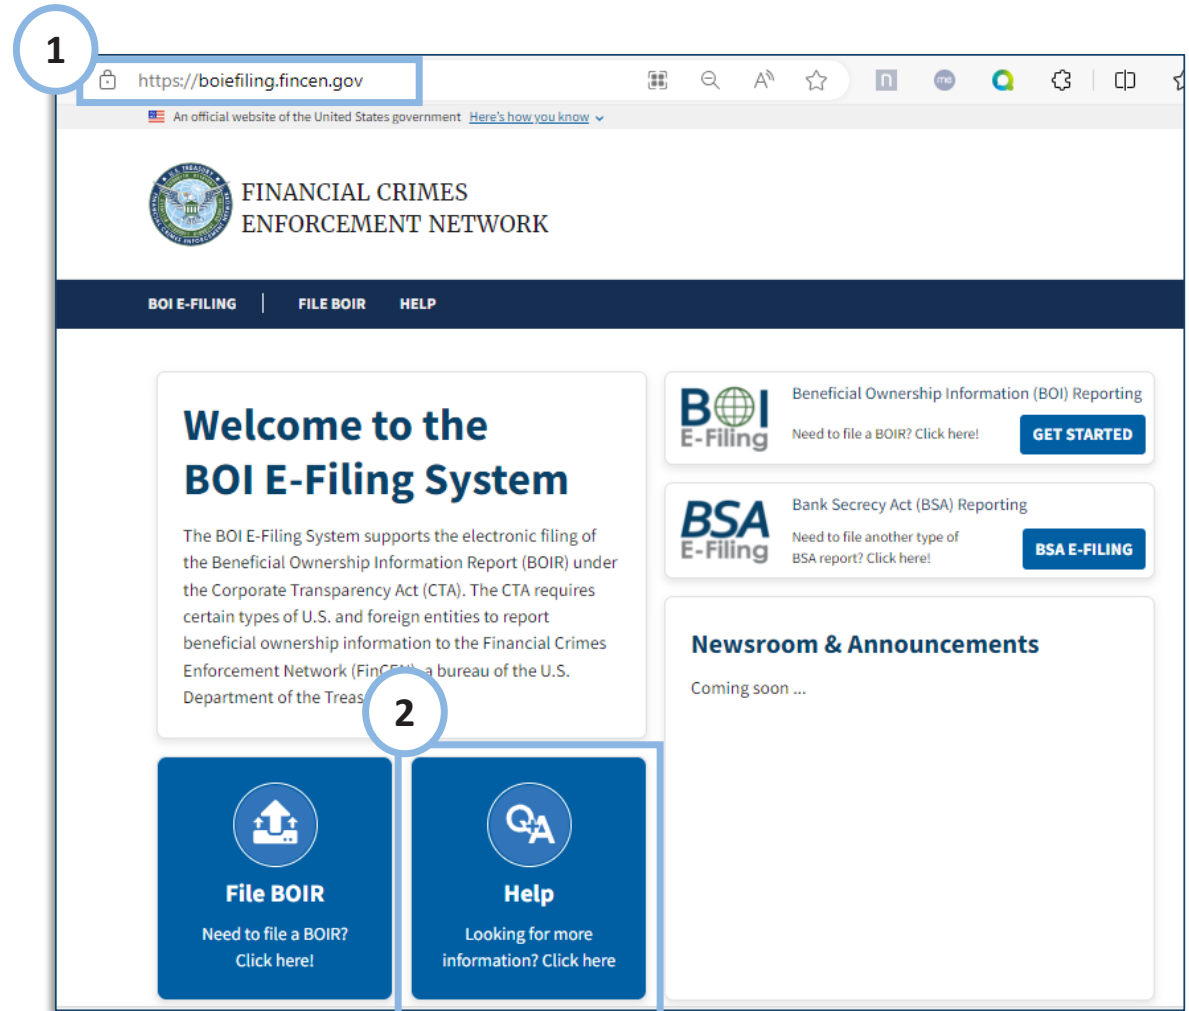 1
https://boiefiling.fincen.gov
An official website of the United States government Here's how you know
FINANCIAL CRIMES
ENFORCEMENT NETWORK
BOI E-FILING FILE BOIR HELP
Welcome to the
BOI E-Filing System
The BOI E-Filing System supports the electronic filing of
the Beneficial Ownership Information Report (BOIR) under
the Corporate Transparency Act (CTA). The CTA requires
certain types of U.S. and foreign entities to report
beneficial ownership information to the Financial Crimes
Enforcement Network (FinCEN), a bureau of the U.S.
Department of the Treas
2
File BOIR
Need to file a BOIR?
Click here!
Q+A
Help
Looking for more
information? Click here
BOI
E-Filing
Beneficial Ownership Information (BOI) Reporting
Need to file a BOIR? Click here!
GET STARTED
BSA
E-Filing
Bank Secrecy Act (BSA) Reporting
Need to file another type of
BSA report? Click here!
BSA E-FILING
Newsroom & Announcements
Coming soon ...